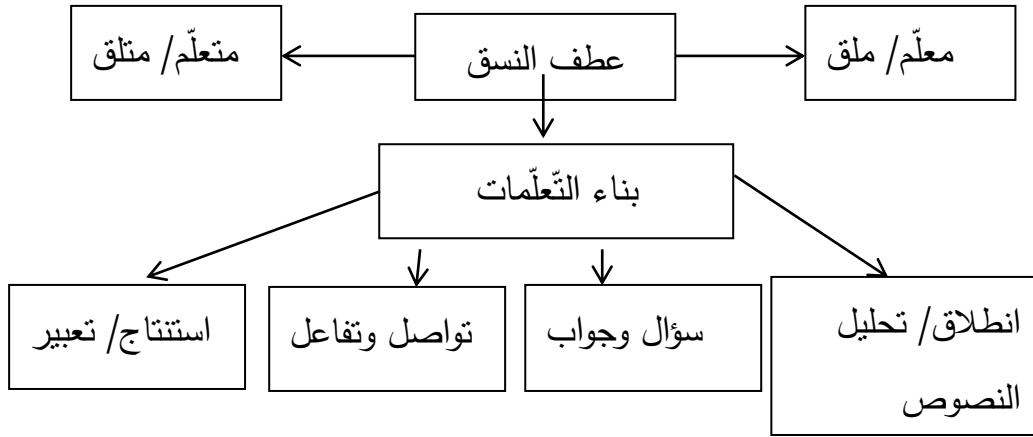 معلّم/ ملق
عطف النسق
متعلّم/ متلق
بناء التّعلّمات
انطلاق/ تحليل
النصوص
سؤال وجواب
تواصل وتفاعل
استنتاج/ تعبير